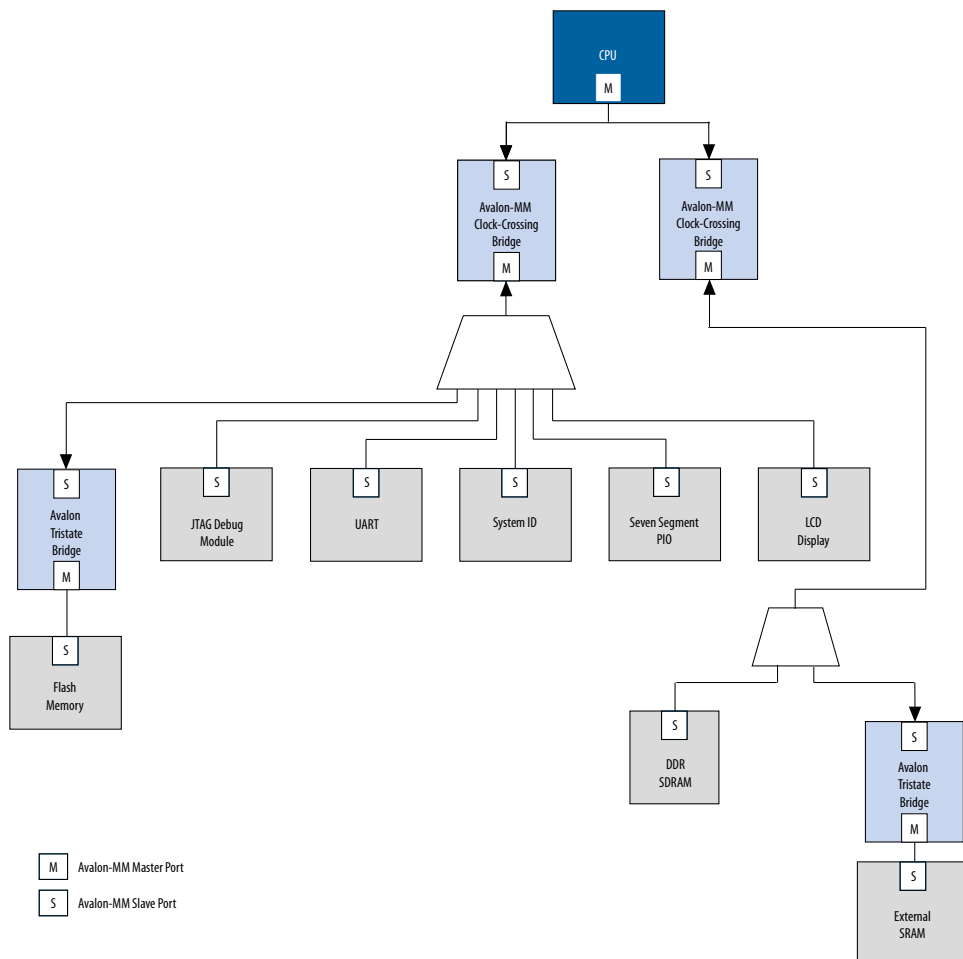 CPU
M
S
Avalon-MM
Clock-Crossing
Bridge
M
S
Avalon-MM
Clock-Crossing
Bridge
M
S
Avalon
Tristate
Bridge
M
S
JTAG Debug
Module
S
UART
S
System ID
S
Seven Segment
PIO
S
LCD
Display
S
Flash
Memory
S
DDR
SDRAM
S
Avalon
Tristate
Bridge
M
S
External
SRAM
M Avalon-MM Master Port
S Avalon-MM Slave Port